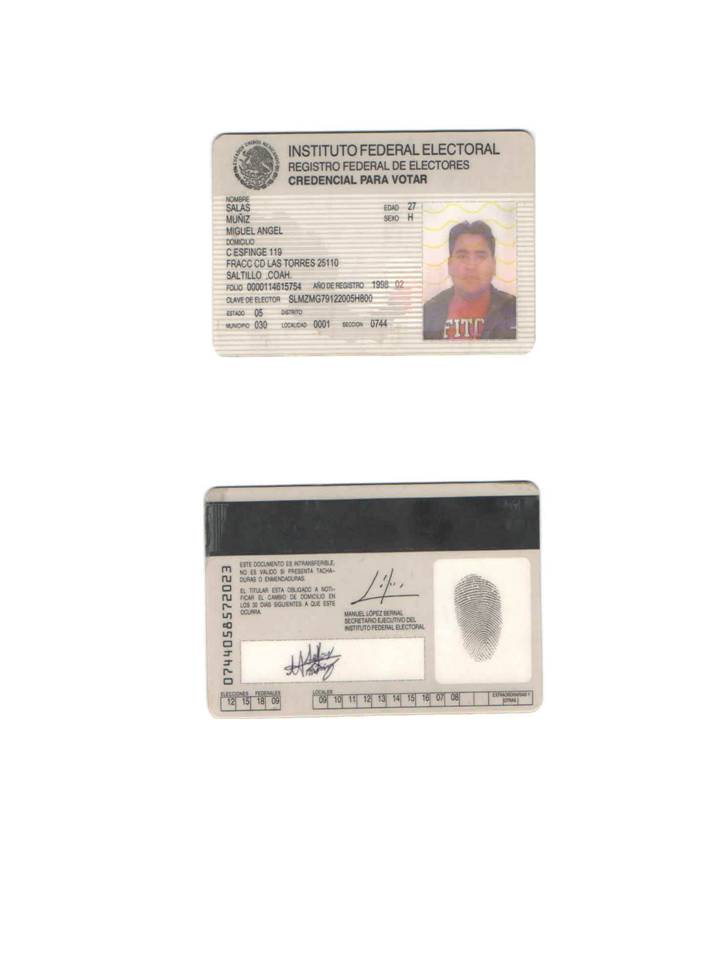 ESTADOS UNIDOS MEXICANOS
INSTITUTO FEDERAL ELECTORAL
REGISTRO FEDERAL DE ELECTORES
CREDENCIAL PARA VOTAR
NOMBRE
SALAS EDAD 27
MUÑIZ SEXO H
MIGUEL ANGEL
DOMICILIO
C ESFINGE 119
FRACC CD LAS TORRES 25110
SALTILLO ,COAH.
FOLIO 0000114615754 AÑO DE REGISTRO 1998 02
CLAVE DE ELECTOR SLMZMG79122005H800
ESTADO 05 DISTRITO
MUNICIPIO 030 LOCALIDAD 0001 SECCION 0744
FITC
0744058572023
ESTE DOCUMENTO ES INTRANSFERIBLE,
NO ES VALIDO SI PRESENTA TACHA-
DURAS O ENMENDADURAS.
EL TITULAR ESTA OBLIGADO A NOTI-
FICAR EL CAMBIO DE DOMICILIO EN
LOS 30 DIAS SIGUIENTES A QUE ESTE
OCURRA.
MANUEL LÓPEZ BERNAL
SECRETARIO EJECUTIVO DEL
INSTITUTO FEDERAL ELECTORAL
ELECCIONES FEDERALES LOCALES EXTRAORDINARIAS Y
OTRAS
12 15 18 09 09 10 11 12 13 14 15 16 07 08